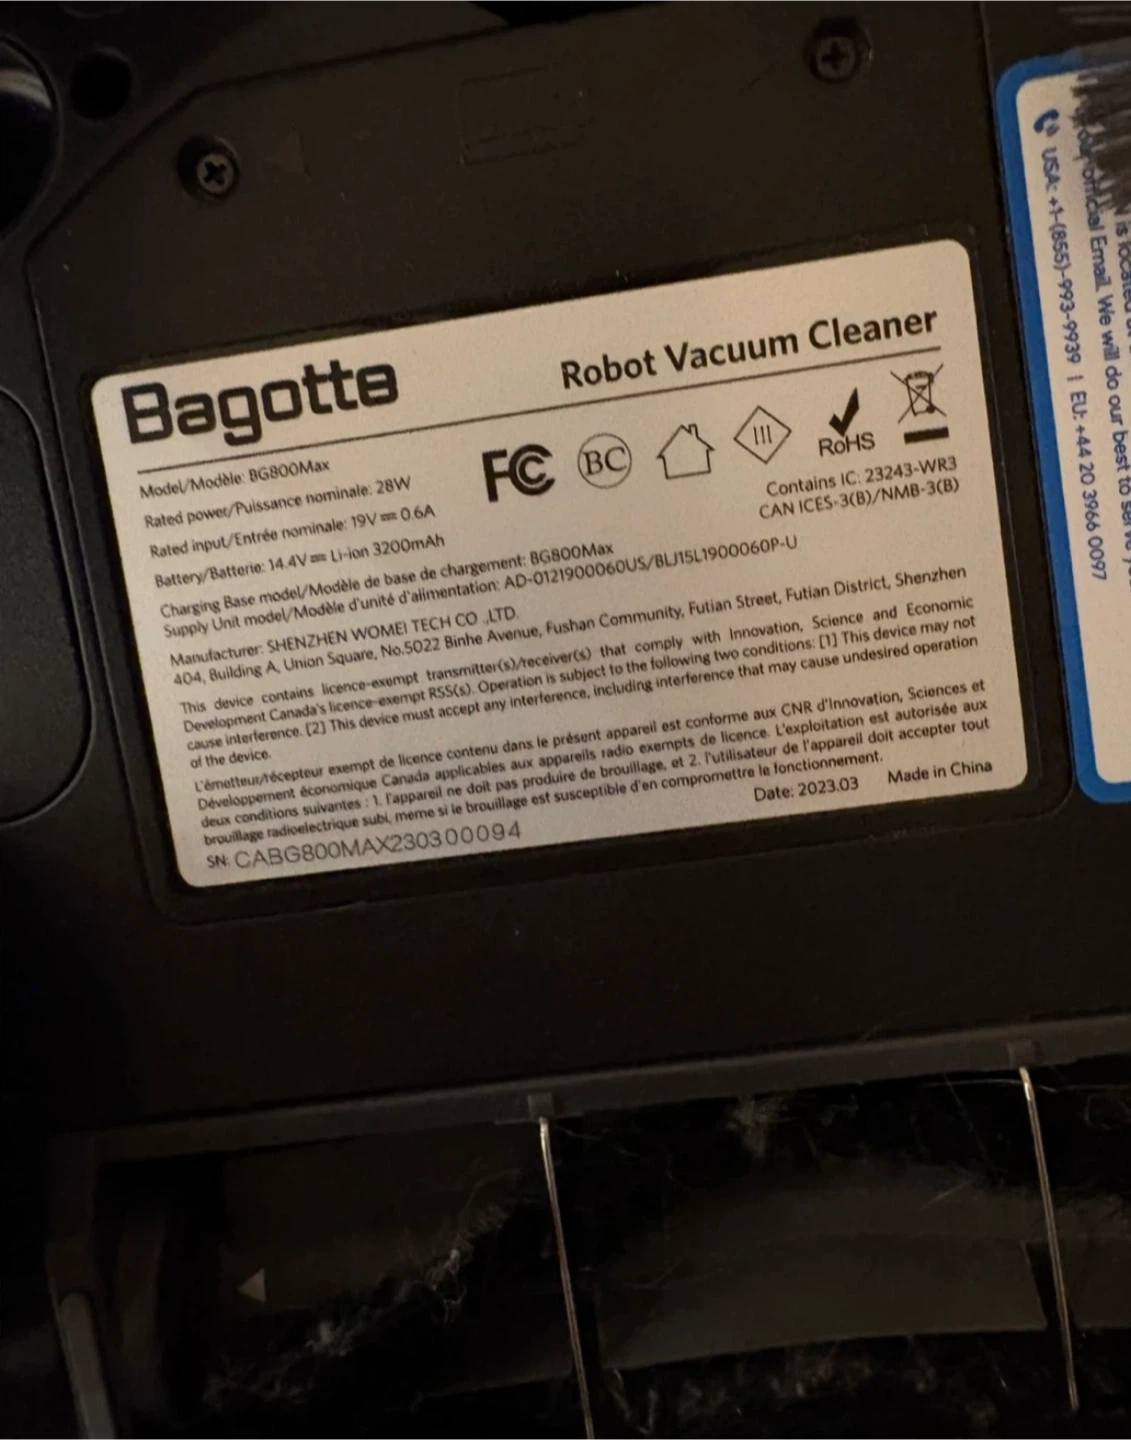 Bagotte
Robot Vacuum Cleaner
Model/Modèle: BG800Max
Rated power/Puissance nominale: 28W
Rated input/Entrée nominale: 19V⎓0.6A
Battery/Batterie: 14.4V⎓ Li-ion 3200mAh
FC
BC
III
RoHS
Contains IC: 23243-WR3
CAN ICES-3(B)/NMB-3(B)
Charging Base model/Modèle de base de chargement: BG800Max
Supply Unit model/Modèle d'unité d'alimentation: AD-0121900060US/BLJ15L1900060P-U
Manufacturer: SHENZHEN WOMEI TECH CO .,LTD.
404, Building A, Union Square, No.5022 Binhe Avenue, Fushan Community, Futian Street, Futian District, Shenzhen
This device contains licence-exempt transmitter(s)/receiver(s) that comply with Innovation, Science and Economic
Development Canada's licence-exempt RSS(s). Operation is subject to the following two conditions: [1] This device may not
cause interference. [2] This device must accept any interference, including interference that may cause undesired operation
of the device.
L'émetteur/récepteur exempt de licence contenu dans le présent appareil est conforme aux CNR d'Innovation, Sciences et
Développement économique Canada applicables aux appareils radio exempts de licence. L'exploitation est autorisée aux
deux conditions suivantes : 1. l'appareil ne doit pas produire de brouillage, et 2. l'utilisateur de l'appareil doit accepter tout
brouillage radioelectrique subi, meme si le brouillage est susceptible d'en compromettre le fonctionnement.
Date: 2023.03 Made in China
SN: CABG800MAX230300094
is located
official Email. We will do our best to serve
USA: +1-(855)-993-9939 | EU: +44 20 3966 0097